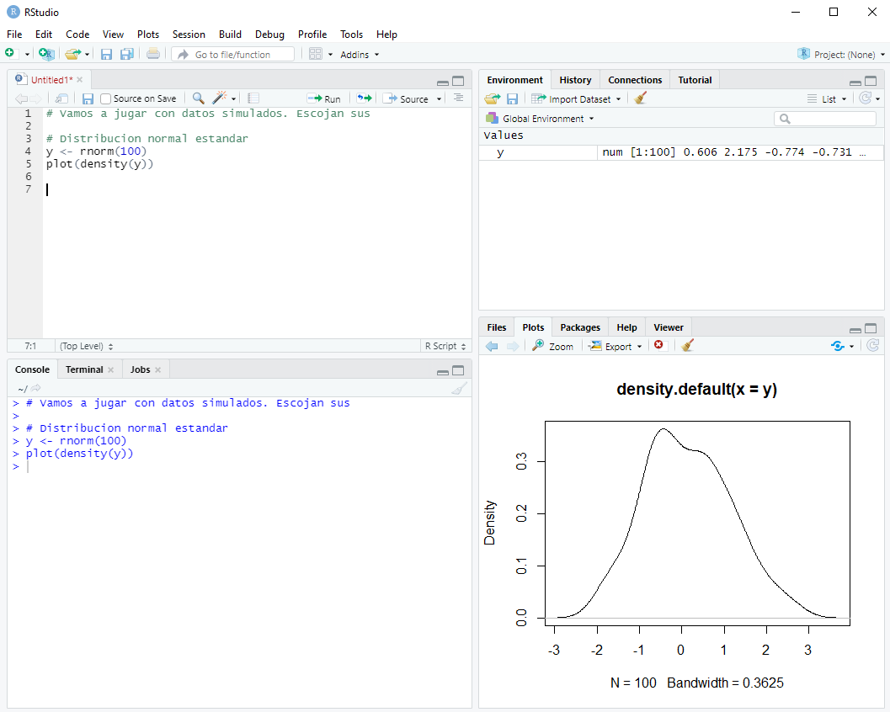 RStudio
File Edit Code View Plots Session Build Debug Profile Tools Help
Go to file/function Addins Project: (None)
Untitled1*
Source on Save Run Source
1 # Vamos a jugar con datos simulados. Escojan sus
2
3 # Distribucion normal estandar
4 y <- rnorm(100)
5 plot(density(y))
6
7
7:1 (Top Level) R Script
Console Terminal Jobs
~/
> # Vamos a jugar con datos simulados. Escojan sus
>
> # Distribucion normal estandar
> y <- rnorm(100)
> plot(density(y))
>
Environment History Connections Tutorial
Import Dataset List
Global Environment
Values
y num [1:100] 0.606 2.175 -0.774 -0.731 …
Files Plots Packages Help Viewer
Zoom Export
density.default(x = y)
Density
0.3
0.2
0.1
0.0
-3 -2 -1 0 1 2 3
N = 100 Bandwidth = 0.3625